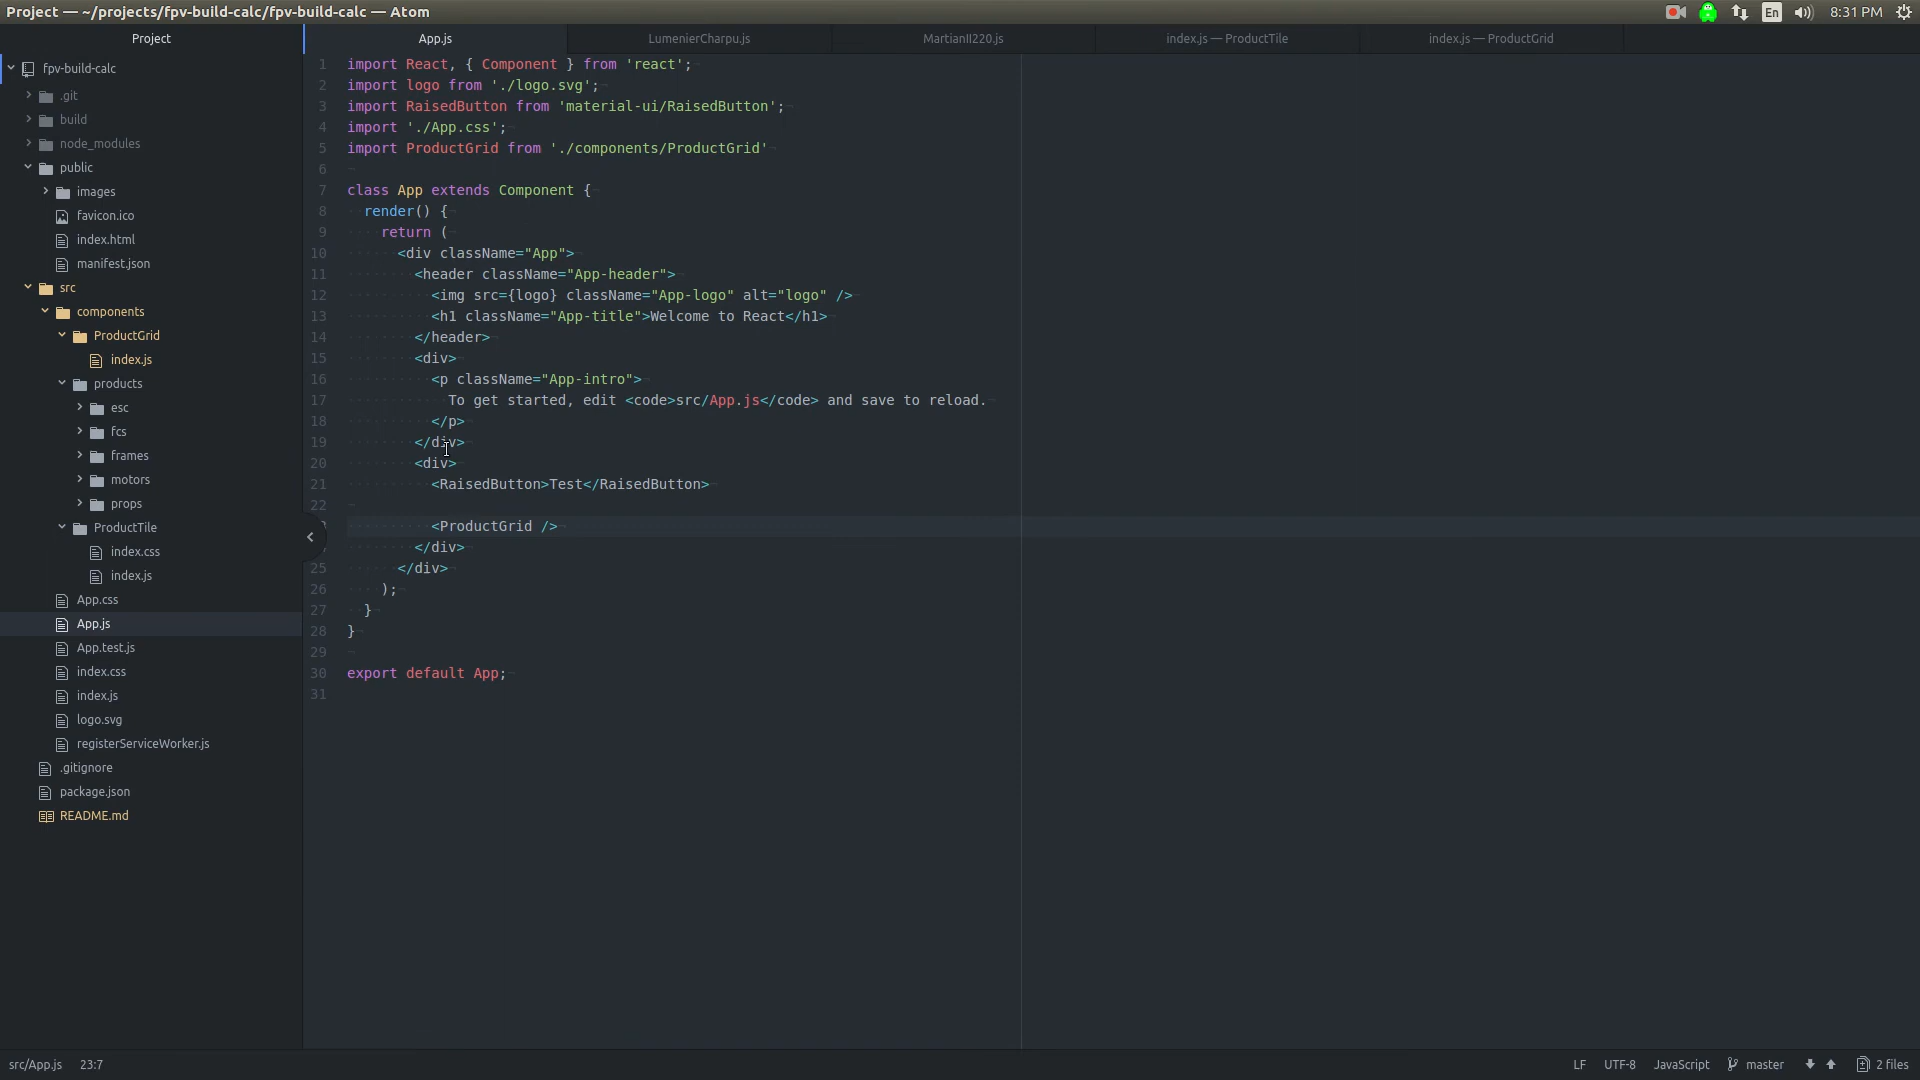 Project — ~/projects/fpv-build-calc/fpv-build-calc — Atom
En
8:31 PM
Project
App.js
LumenierCharpu.js
MartianII220.js
index.js — ProductTile
index.js — ProductGrid
fpv-build-calc
.git
build
node_modules
public
images
favicon.ico
index.html
manifest.json
src
components
ProductGrid
index.js
products
esc
fcs
frames
motors
props
ProductTile
index.css
index.js
App.css
App.js
App.test.js
index.css
index.js
logo.svg
registerServiceWorker.js
.gitignore
package.json
README.md
1 import React, { Component } from 'react';
2 import logo from './logo.svg';
3 import RaisedButton from 'material-ui/RaisedButton';
4 import './App.css';
5 import ProductGrid from './components/ProductGrid'
6
7 class App extends Component {
8 render() {
9 return (
10 <div className="App">
11 <header className="App-header">
12 <img src={logo} className="App-logo" alt="logo" />
13 <h1 className="App-title">Welcome to React</h1>
14 </header>
15 <div>
16 <p className="App-intro">
17 To get started, edit <code>src/App.js</code> and save to reload.
18 </p>
19 </div>
20 <div>
21 <RaisedButton>Test</RaisedButton>
22
<ProductGrid />
</div>
25 </div>
26 );
27 }
28 }
29
30 export default App;
31
src/App.js 23:7
LF UTF-8 JavaScript master 2 files